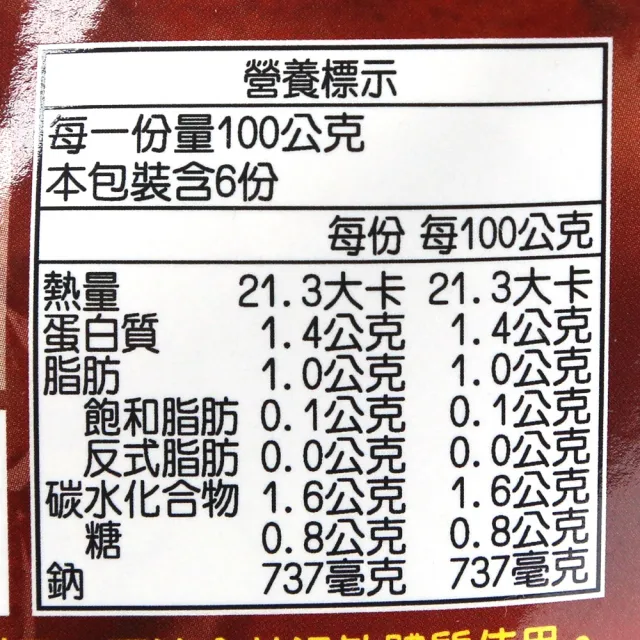 營養標示
每一份量100公克
本包裝含6份
每份 每100公克
熱量 21.3大卡 21.3大卡
蛋白質 1.4公克 1.4公克
脂肪 1.0公克 1.0公克
飽和脂肪 0.1公克 0.1公克
反式脂肪 0.0公克 0.0公克
碳水化合物 1.6公克 1.6公克
糖 0.8公克 0.8公克
鈉 737毫克 737毫克